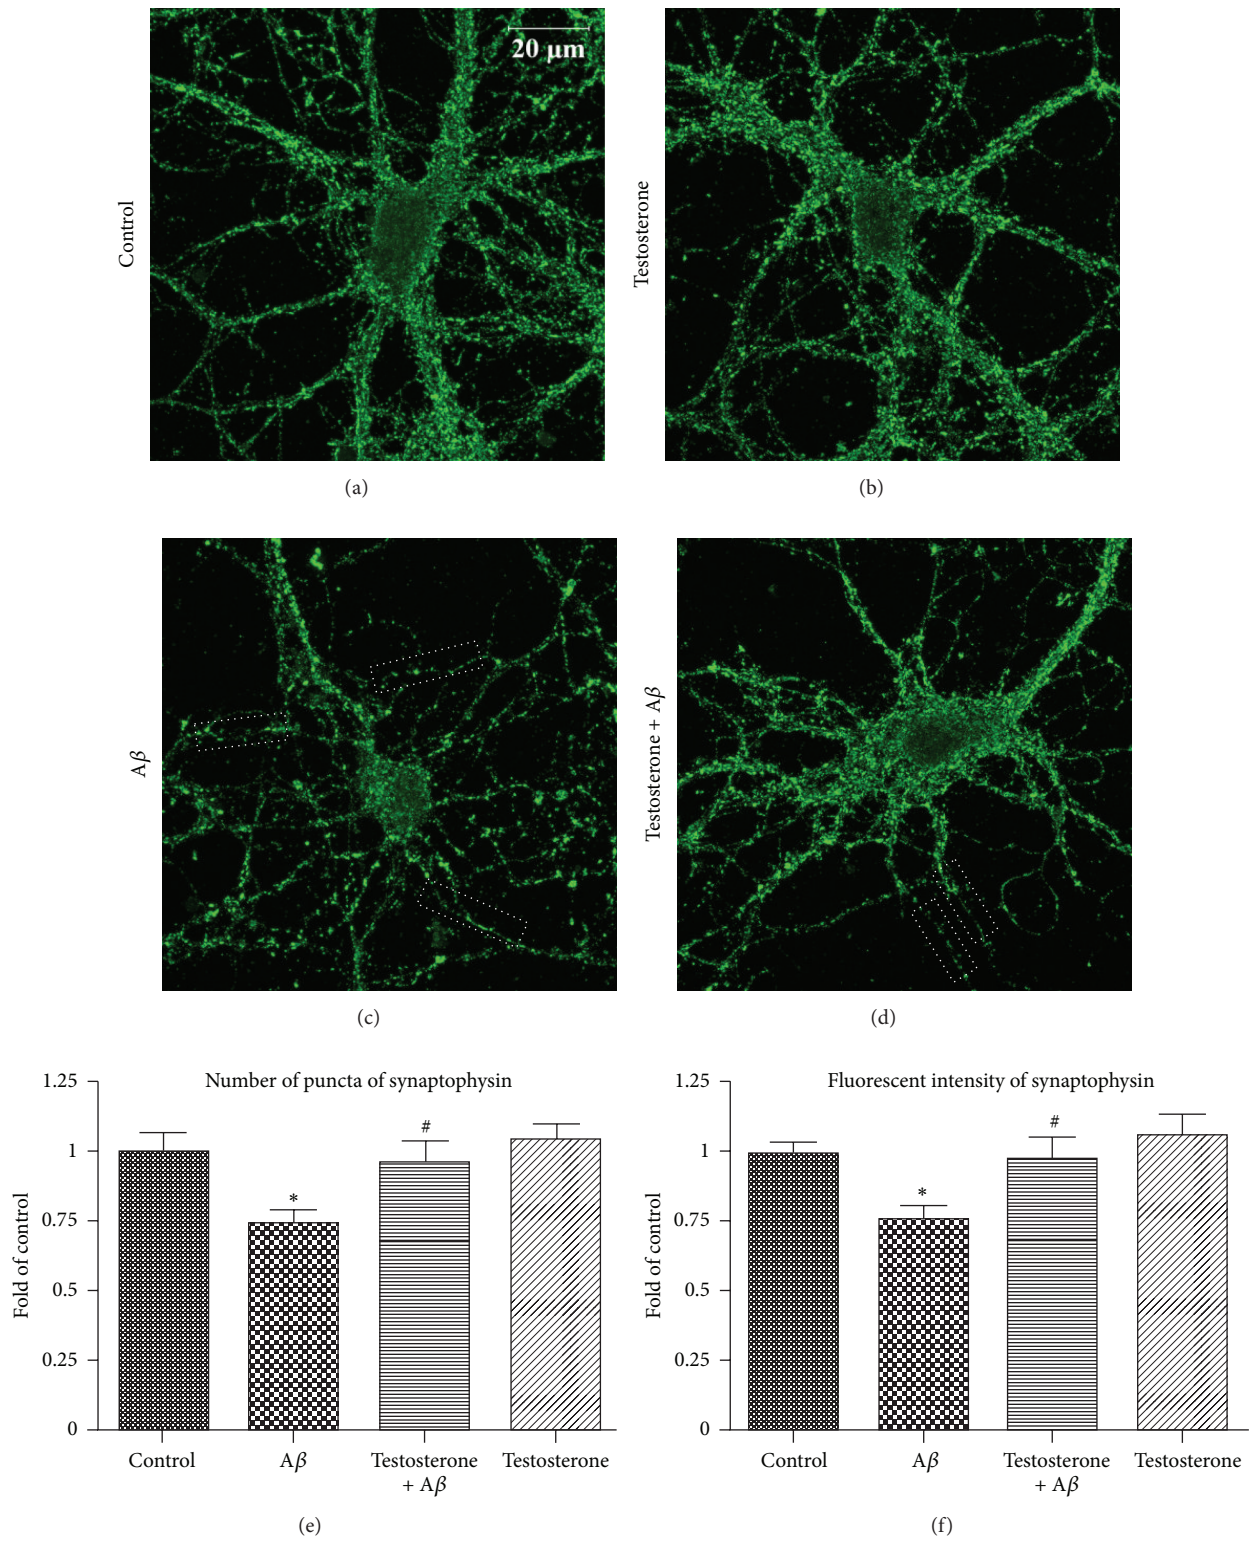 20 µm
Control
Testosterone
(a)
(b)
Aβ
Testosterone + Aβ
(c)
(d)
Number of puncta of synaptophysin
1.25
1
0.75
0.5
0.25
0
Fold of control
*
#
Control
Aβ
Testosterone
+ Aβ
Testosterone
(e)
Fluorescent intensity of synaptophysin
1.25
1
0.75
0.5
0.25
0
Fold of control
*
#
Control
Aβ
Testosterone
+ Aβ
Testosterone
(f)